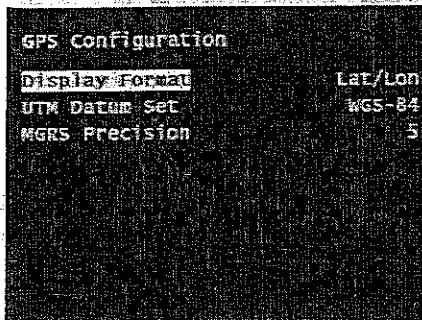 GPS Configuration
Display Format Lat/Lon
UTM Datum Set WGS-84
MGRS Precision 5